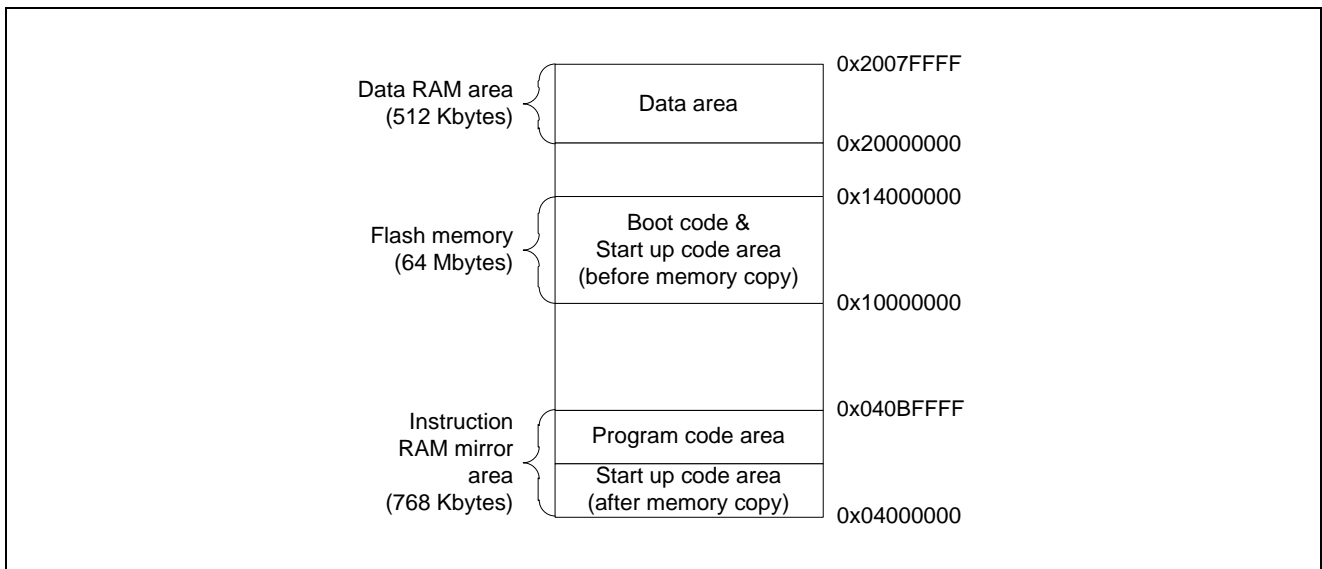 0x2007FFFF
Data RAM area
(512 Kbytes)
Data area
0x20000000
0x14000000
Flash memory
(64 Mbytes)
Boot code &
Start up code area
(before memory copy)
0x10000000
0x040BFFFF
Instruction
RAM mirror
area
(768 Kbytes)
Program code area
Start up code area
(after memory copy)
0x04000000